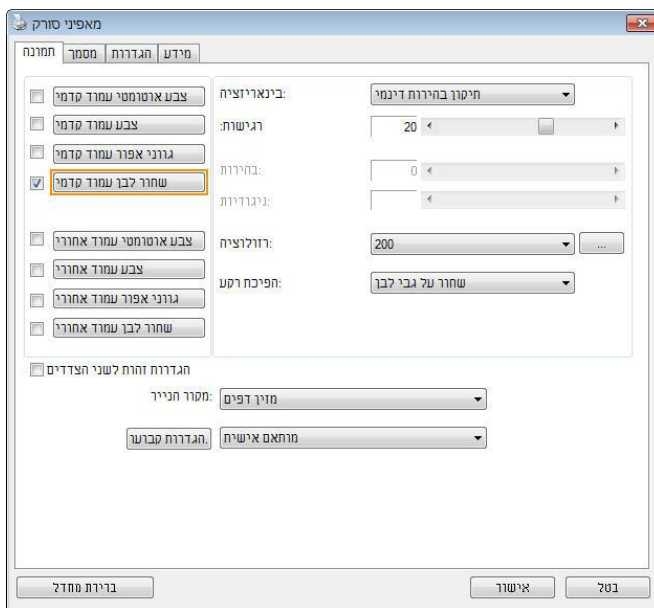 מאפיני סורק
תמונה מסמך הגדרות מידע
צבע אוטומטי עמוד קדמי
צבע עמוד קדמי
גרווני אפור עמוד קדמי
שחור לבן עמוד קדמי
צבע אוטומטי עמוד אחורי
צבע עמוד אחורי
גרווני אפור עמוד אחורי
שחור לבן עמוד אחורי
בינאריזציה: תיקון בהירות דינמי
רגישות: 20
בהירות: 0
ניגודיות:
רזולוציה: 200 ...
הפיכת רקע: שחור על גבי לבן
הגדרות זהות לשני הצדדים
מקור הנייר: מזין דפים
הגדרות קבועו. מותאם אישית
ברירת מחדל אישור בטל